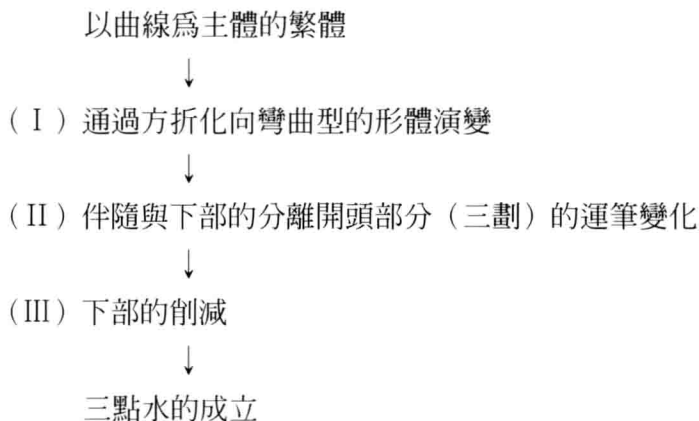 以曲線爲主體的繁體
↓
（Ⅰ）通過方折化向彎曲型的形體演變
↓
（Ⅱ）伴隨與下部的分離開頭部分（三劃）的運筆變化
↓
（Ⅲ）下部的削減
↓
三點水的成立